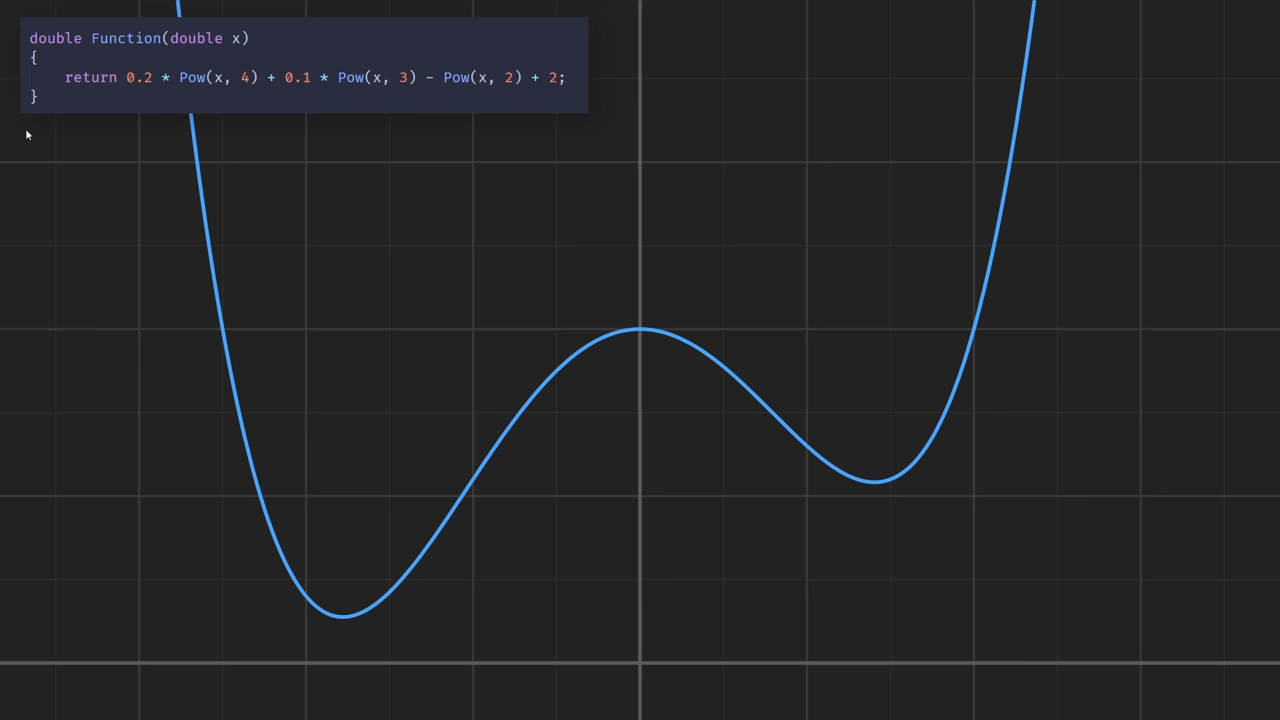 double Function(double x)
{
    return 0.2 * Pow(x, 4) + 0.1 * Pow(x, 3) - Pow(x, 2) + 2;
}